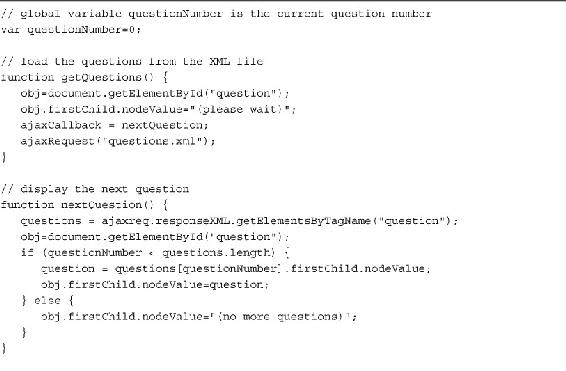 // global variable questionNumber is the current question number
var questionNumber=0;
// load the questions from the XML file
function getQuestions() {
obj=document.getElementById("question");
obj.firstChild.nodeValue="(please wait)";
ajaxCallback = nextQuestion;
ajaxRequest("questions.xml");
}
// display the next question
function nextQuestion() {
questions = ajaxreq.responseXML.getElementsByTagName("question");
obj=document.getElementById("question");
if (questionNumber < questions.length) {
question = questions[questionNumber].firstChild.nodeValue;
obj.firstChild.nodeValue=question;
} else {
obj.firstChild.nodeValue="(no more questions)";
}
}